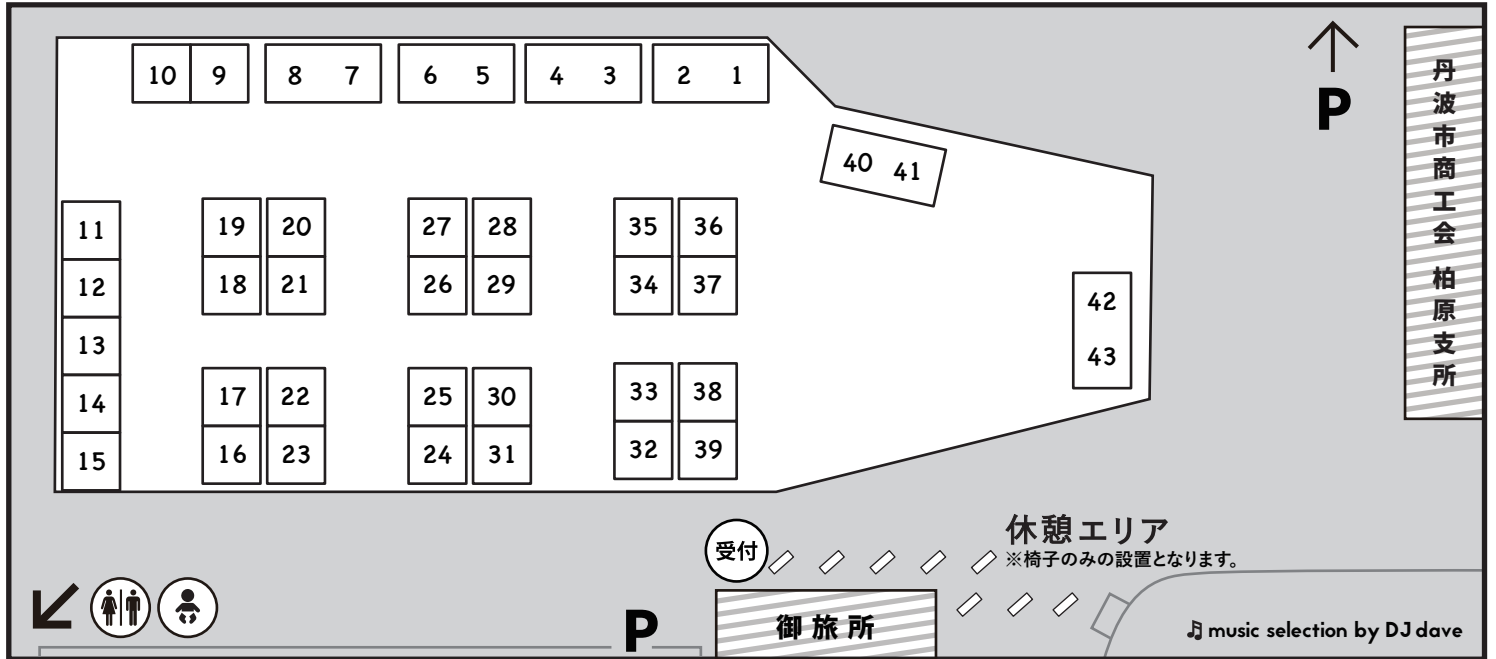 10 9 8 7 6 5 4 3 2 1
P
丹波市商工会 柏原支所
40 41
11
12
13
14
15
19 20
18 21
27 28
26 29
35 36
34 37
42
43
17 22
16 23
25 30
24 31
33 38
32 39
受付
休憩エリア
※椅子のみの設置となります。
P
御旅所
music selection by DJ dave